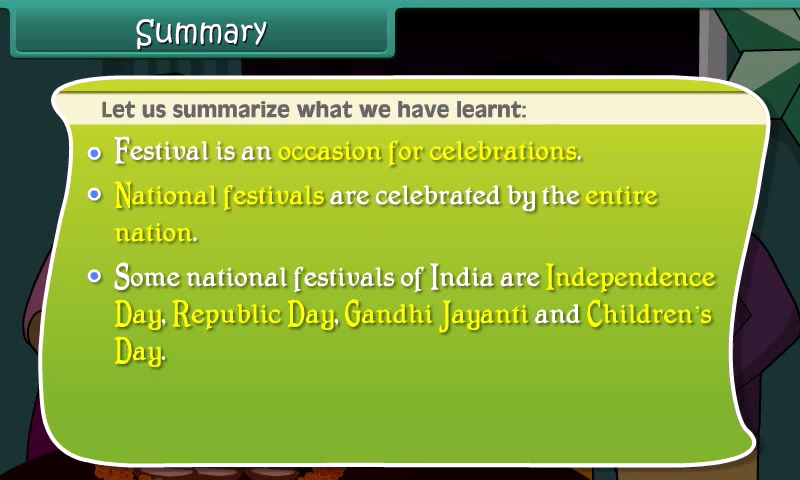 Summary
Let us summarize what we have learnt:
Festival is an occasion for celebrations.
National festivals are celebrated by the entire
nation.
Some national festivals of India are Independence
Day, Republic Day, Gandhi Jayanti and Children's
Day.